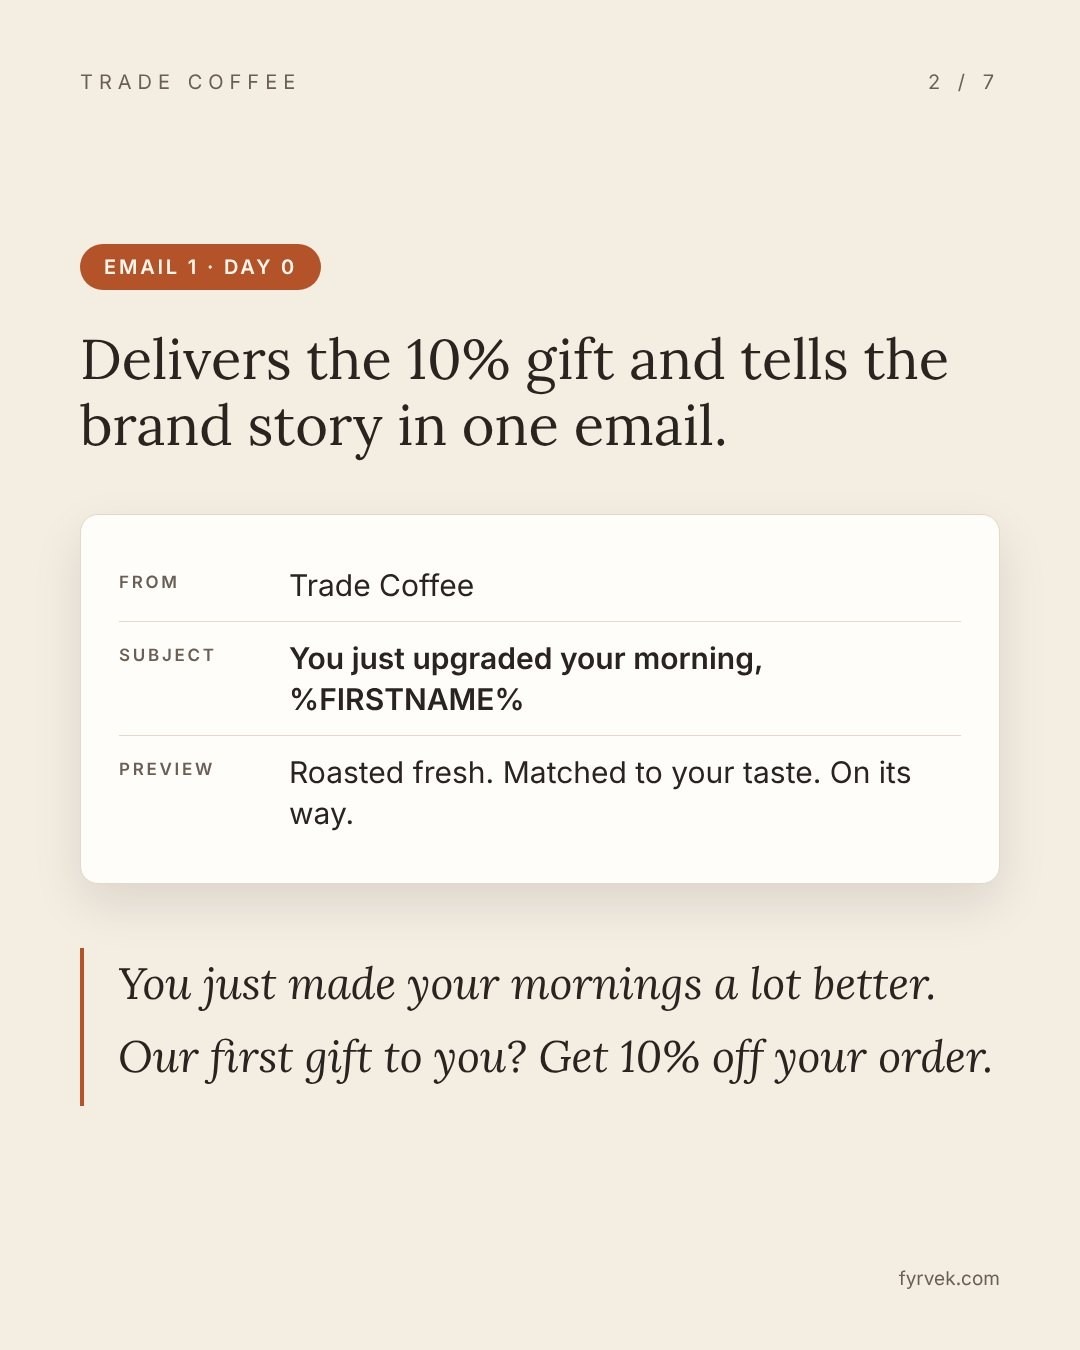 TRADE COFFEE
2 / 7
EMAIL 1 · DAY 0
Delivers the 10% gift and tells the
brand story in one email.
FROM
Trade Coffee
SUBJECT
You just upgraded your morning,
%FIRSTNAME%
PREVIEW
Roasted fresh. Matched to your taste. On its
way.
You just made your mornings a lot better.
Our first gift to you? Get 10% off your order.
fyrvek.com